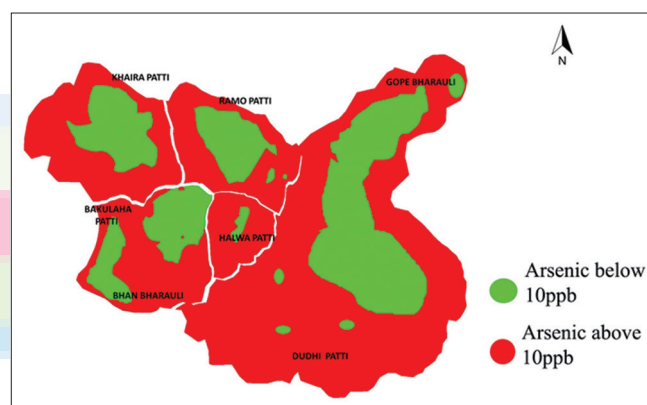 KHAIRA PATTI
RAMO PATTI
GOPE BHARAULI
N
BAKULAHA
PATTI
HALWA PATTI
BHAN BHARAULI
DUDHI PATTI
Arsenic below
10ppb
Arsenic above
10ppb